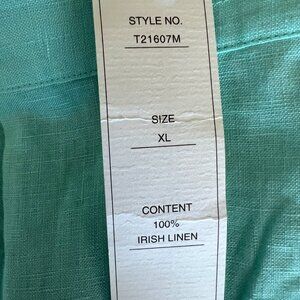 STYLE NO.
T21607M
SIZE
XL
CONTENT
100%
IRISH LINEN